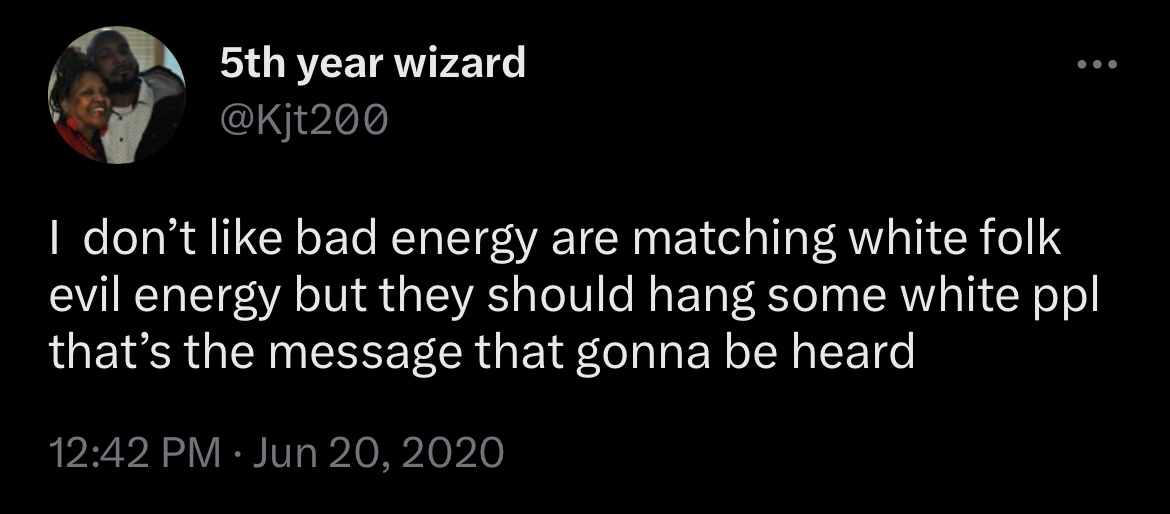 5th year wizard
@Kjt200
I  don’t like bad energy are matching white folk
evil energy but they should hang some white ppl
that’s the message that gonna be heard
12:42 PM · Jun 20, 2020